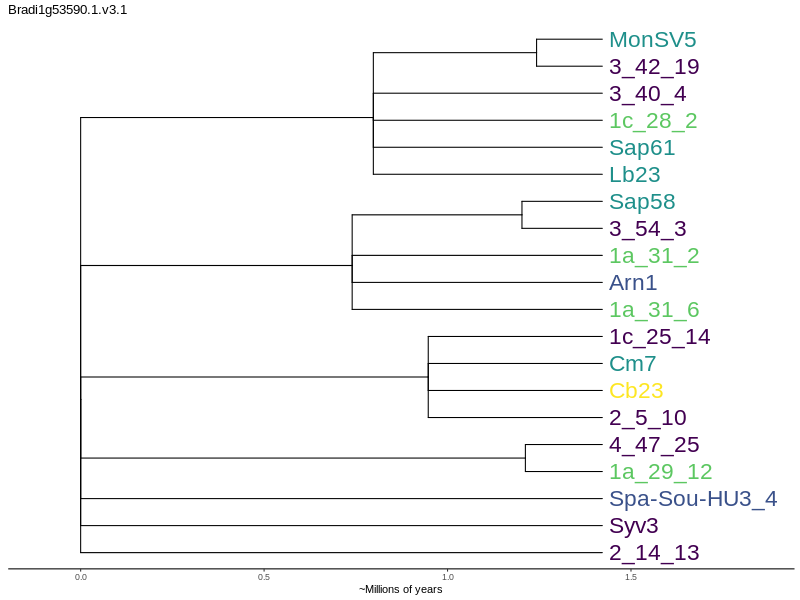 Bradi1g53590.1.v3.1
MonSV5
3_42_19
3_40_4
1c_28_2
Sap61
Lb23
Sap58
3_54_3
1a_31_2
Arn1
1a_31_6
1c_25_14
Cm7
Cb23
2_5_10
4_47_25
1a_29_12
Spa-Sou-HU3_4
Syv3
2_14_13
0.0 0.5 1.0 1.5
~Millions of years